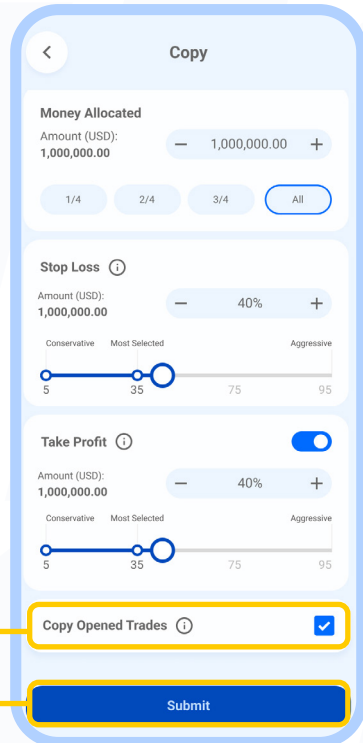 Copy
Money Allocated
Amount (USD):
1,000,000.00
− 1,000,000.00 +
1/4 2/4 3/4 All
Stop Loss
Amount (USD):
1,000,000.00
− 40% +
Conservative Most Selected Aggressive
5 35 75 95
Take Profit
Amount (USD):
1,000,000.00
− 40% +
Conservative Most Selected Aggressive
5 35 75 95
Copy Opened Trades
Submit